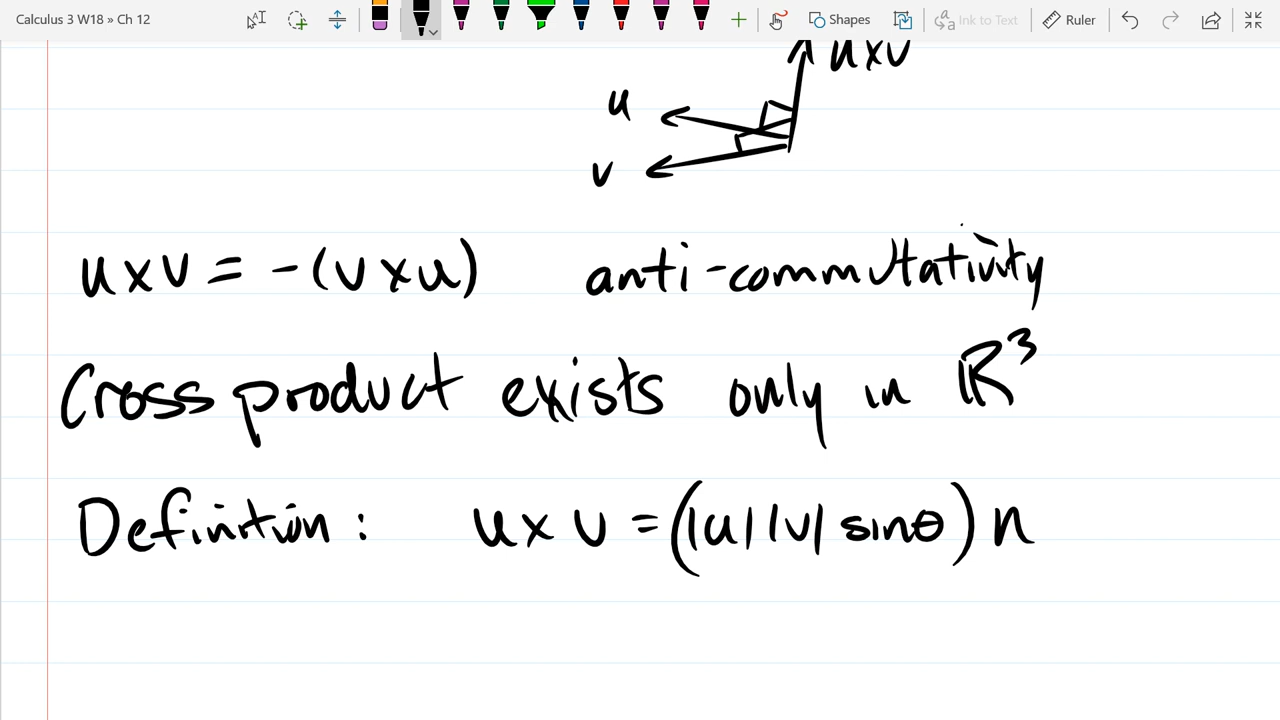 Calculus 3 W18 » Ch 12
Shapes
Ink to Text
Ruler
u×v
u
v
u×v = -(v×u) anti-commutativity
Cross product exists only in ℝ³
Definition: u×v = (|u||v| sinθ) n